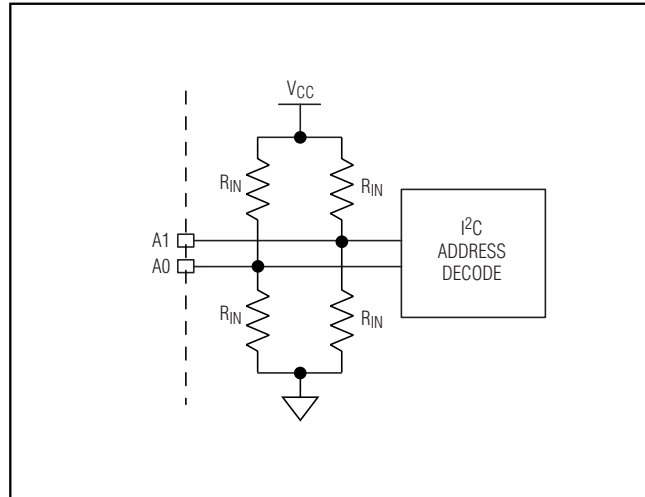 VCC
RIN
RIN
A1
A0
I²C
ADDRESS
DECODE
RIN
RIN